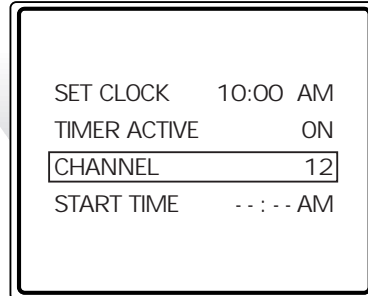 SET CLOCK 10:00 AM
TIMER ACTIVE ON
CHANNEL 12
START TIME --:-- AM